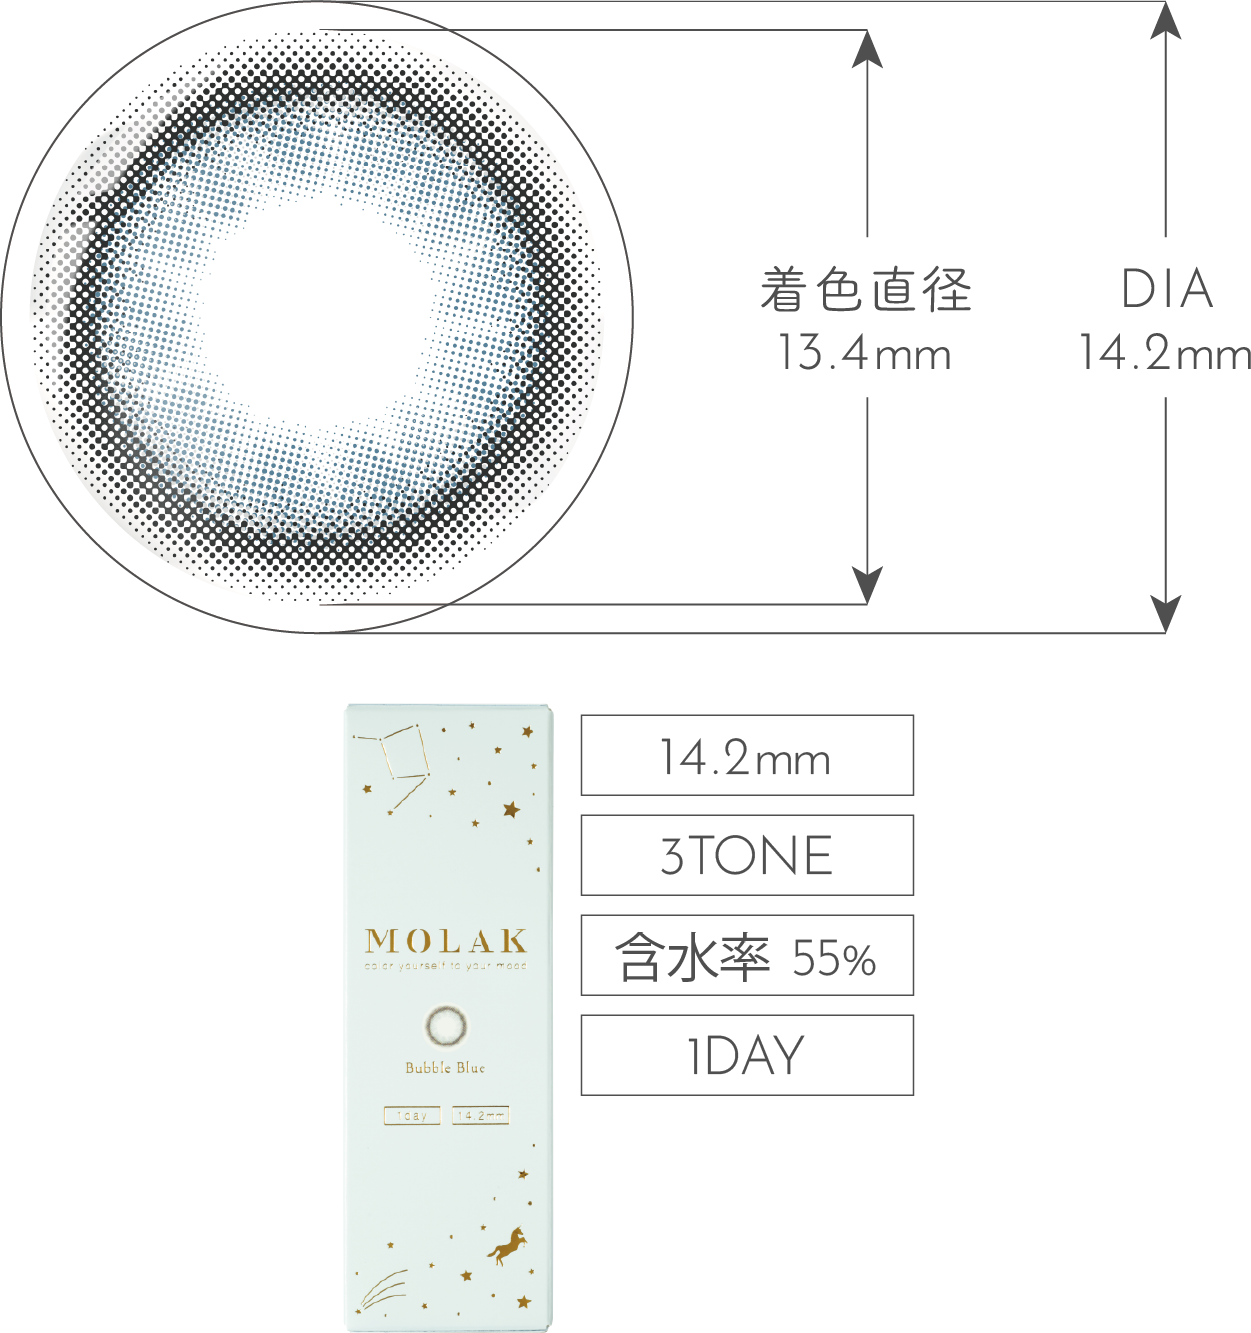 着色直径
13.4mm
DIA
14.2mm
14.2mm
3TONE
含水率 55%
1DAY
MOLAK
color yourself to your mood
Bubble Blue
1day
14.2mm